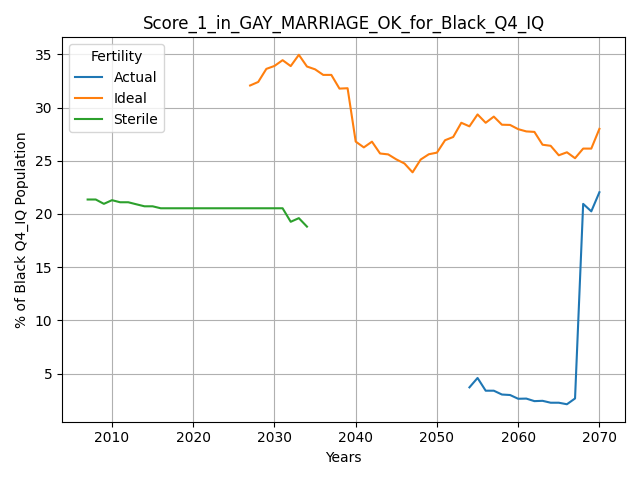 Score_1_in_GAY_MARRIAGE_OK_for_Black_Q4_IQ
Fertility
Actual
Ideal
Sterile
% of Black Q4_IQ Population
35
30
25
20
15
10
5
2010 2020 2030 2040 2050 2060 2070
Years